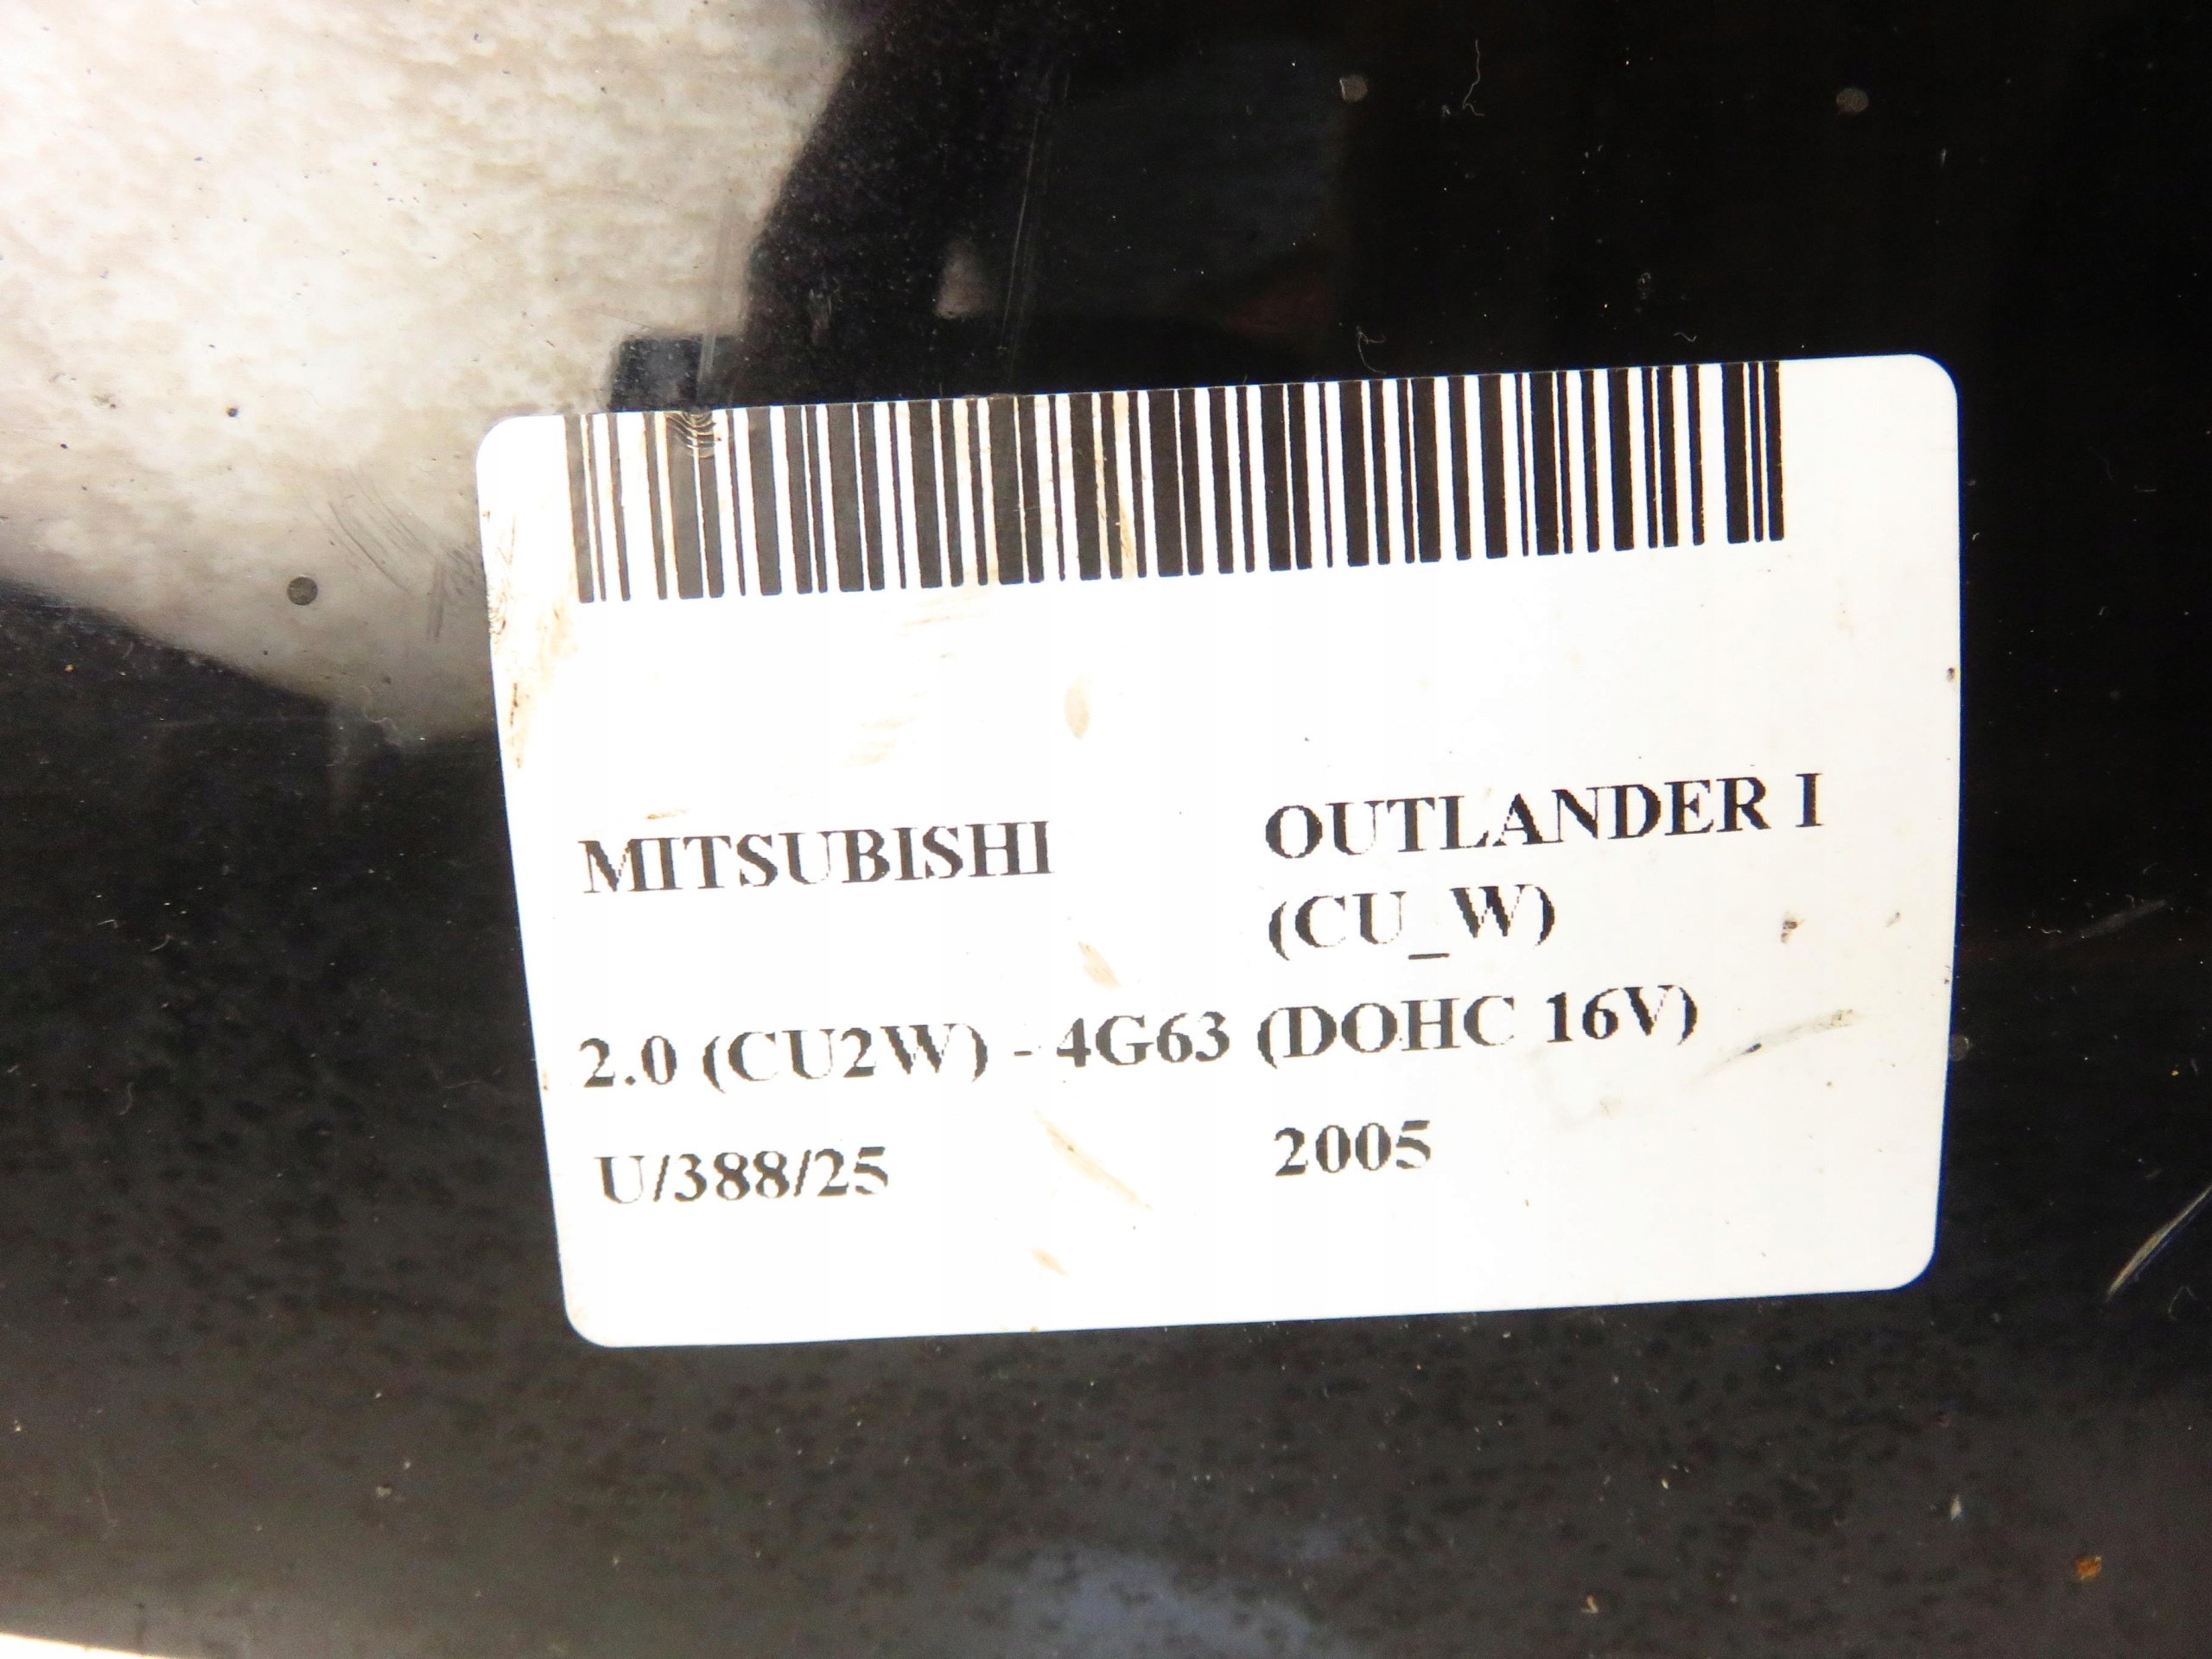 MITSUBISHI OUTLANDER I
(CU_W)
2.0 (CU2W) - 4G63 (DOHC 16V)
U/388/25 2005